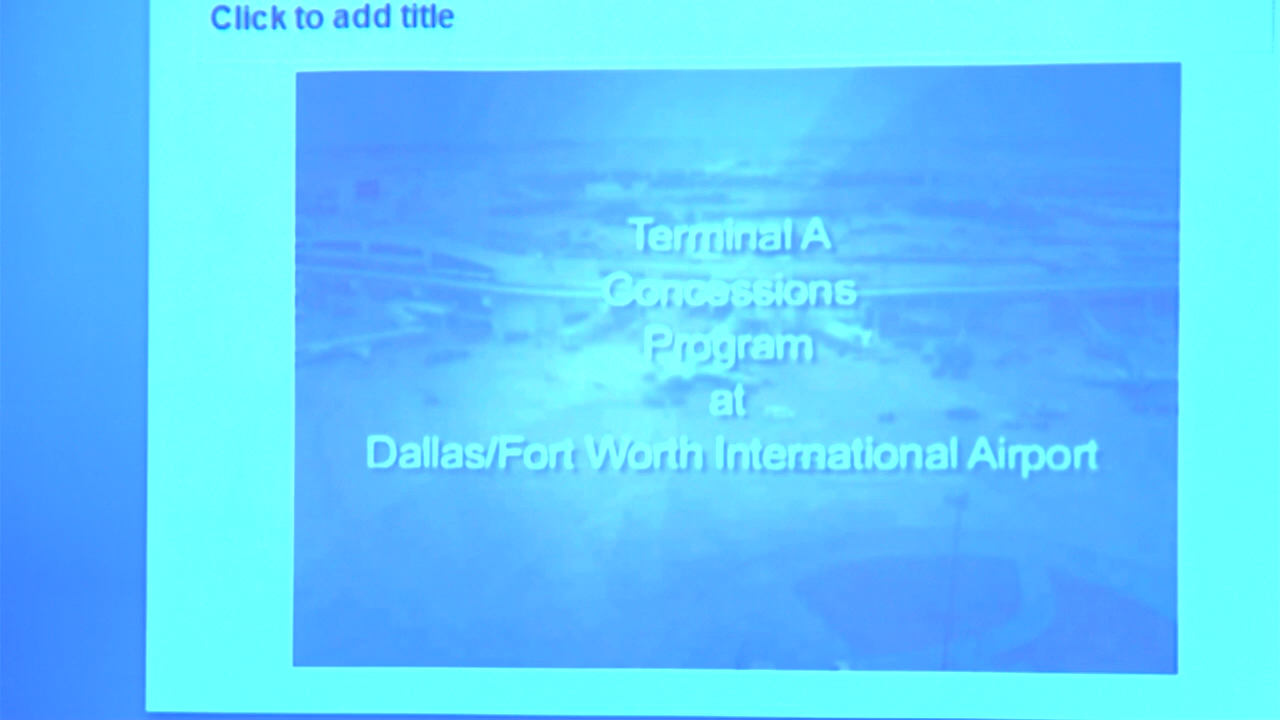 Click to add title
Terminal A
Concessions
Program
at
Dallas/Fort Worth International Airport